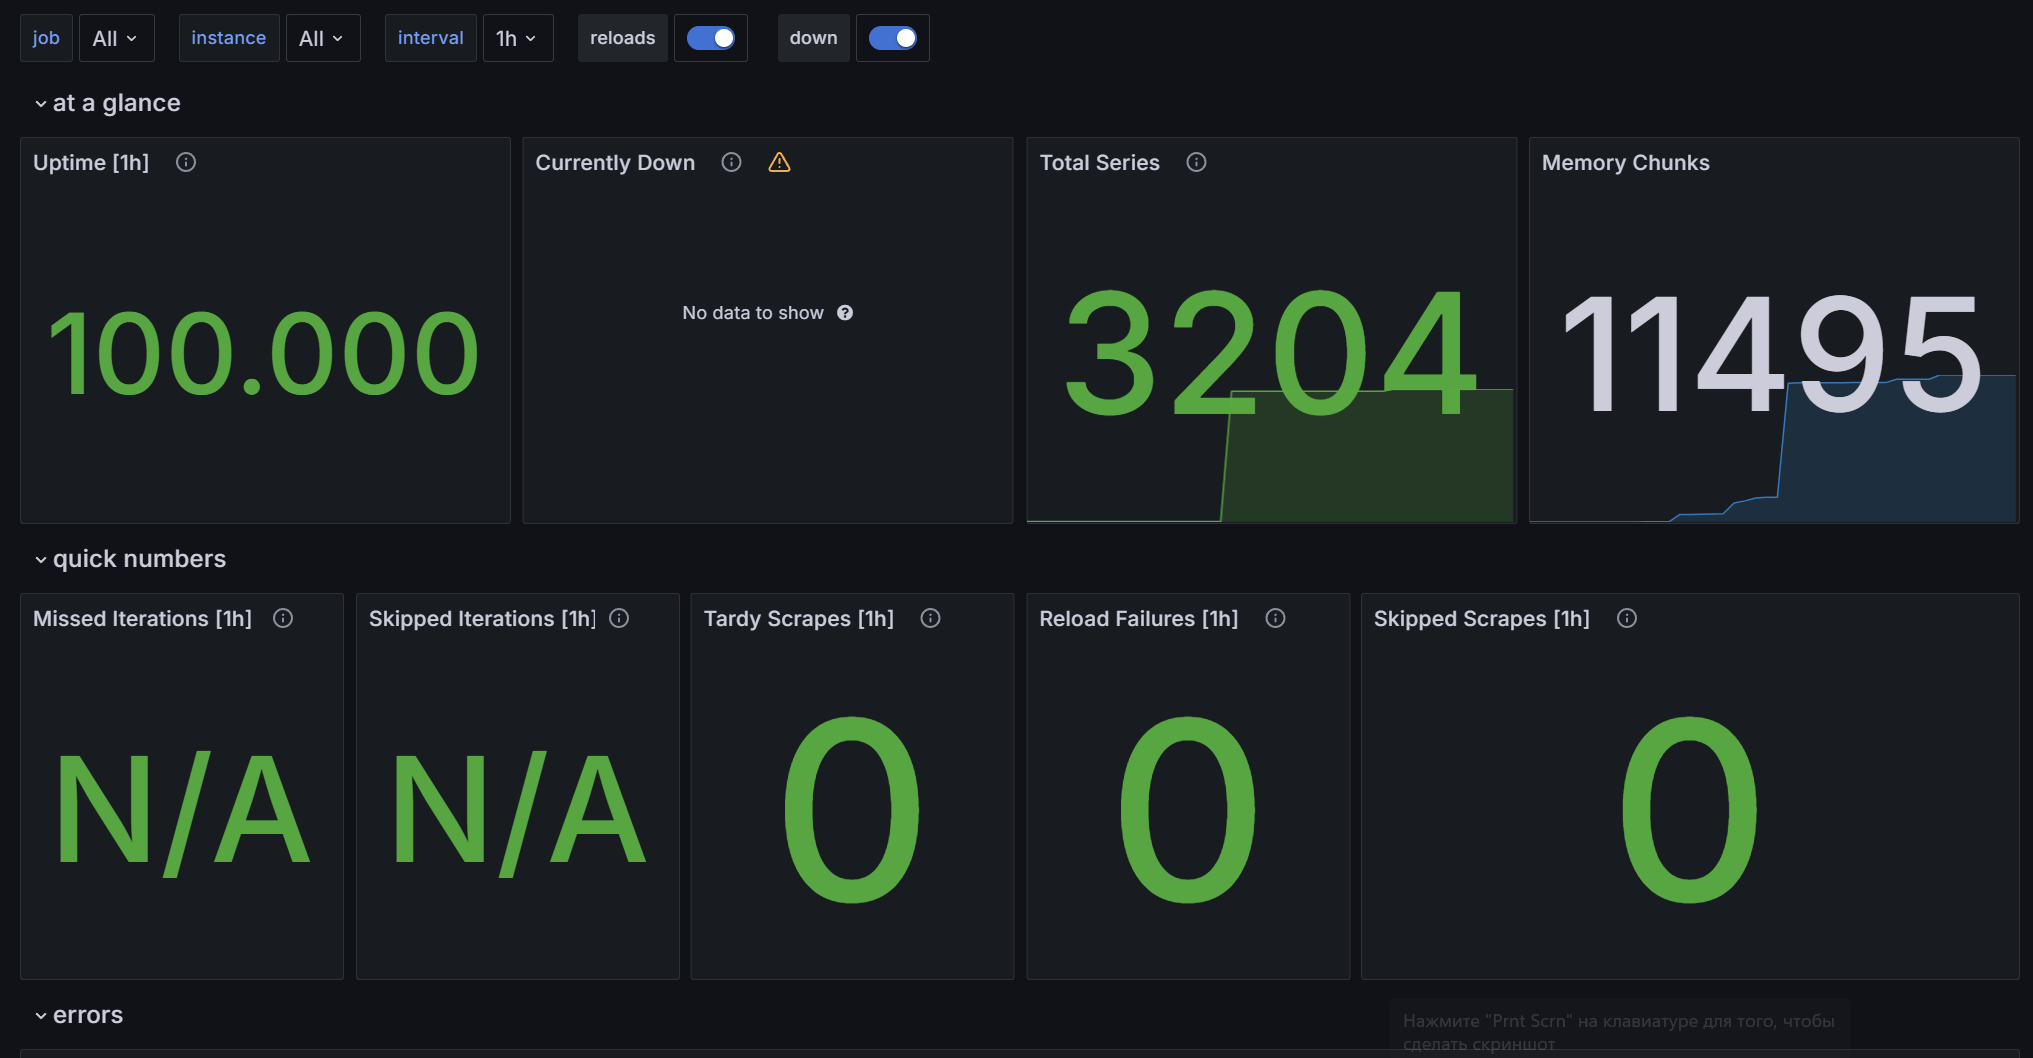 job All instance All interval 1h reloads down
at a glance
Uptime [1h] Currently Down Total Series Memory Chunks
No data to show
100.000 3204 11495
quick numbers
Missed Iterations [1h] Skipped Iterations [1h] Tardy Scrapes [1h] Reload Failures [1h] Skipped Scrapes [1h]
N/A N/A 0 0 0
errors
Нажмите "Prnt Scrn" на клавиатуре для того, чтобы
сделать скриншот